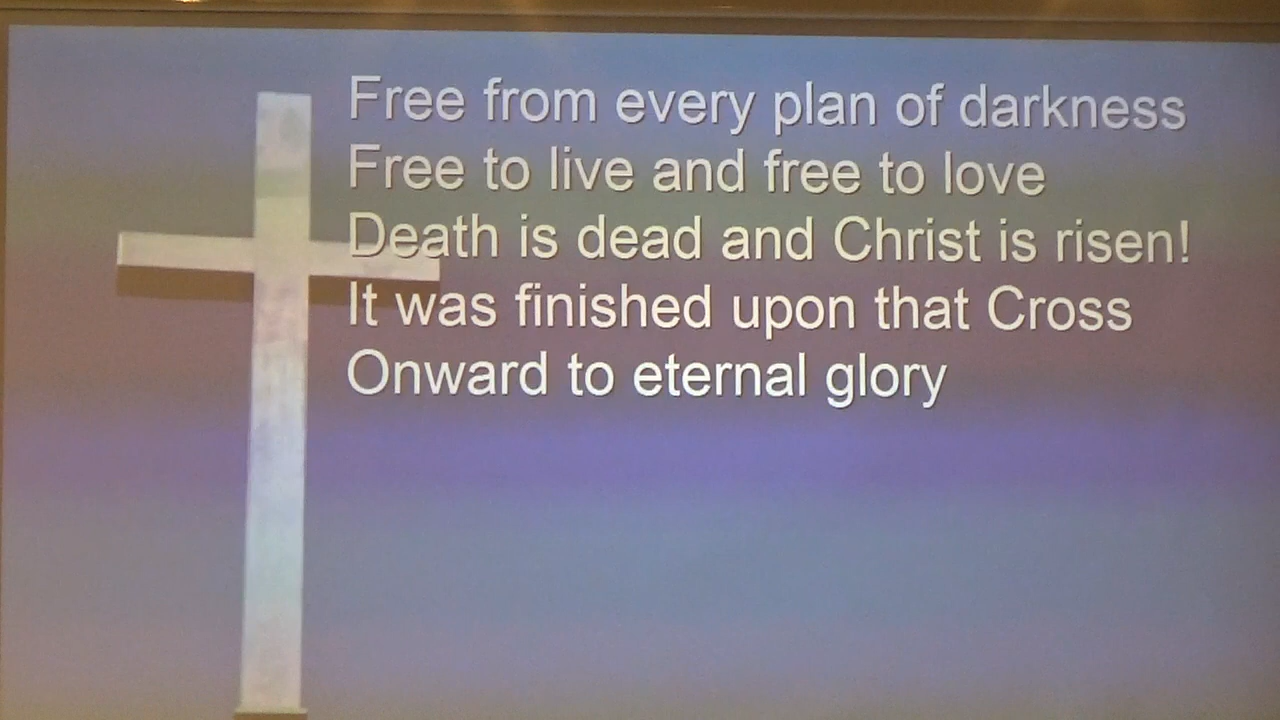 Free from every plan of darkness
Free to live and free to love
Death is dead and Christ is risen!
It was finished upon that Cross
Onward to eternal glory